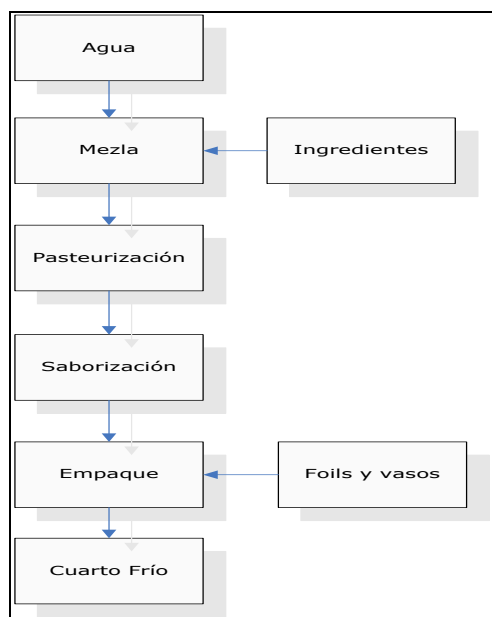 Agua
Mezla
Ingredientes
Pasteurización
Saborización
Empaque
Foils y vasos
Cuarto Frío